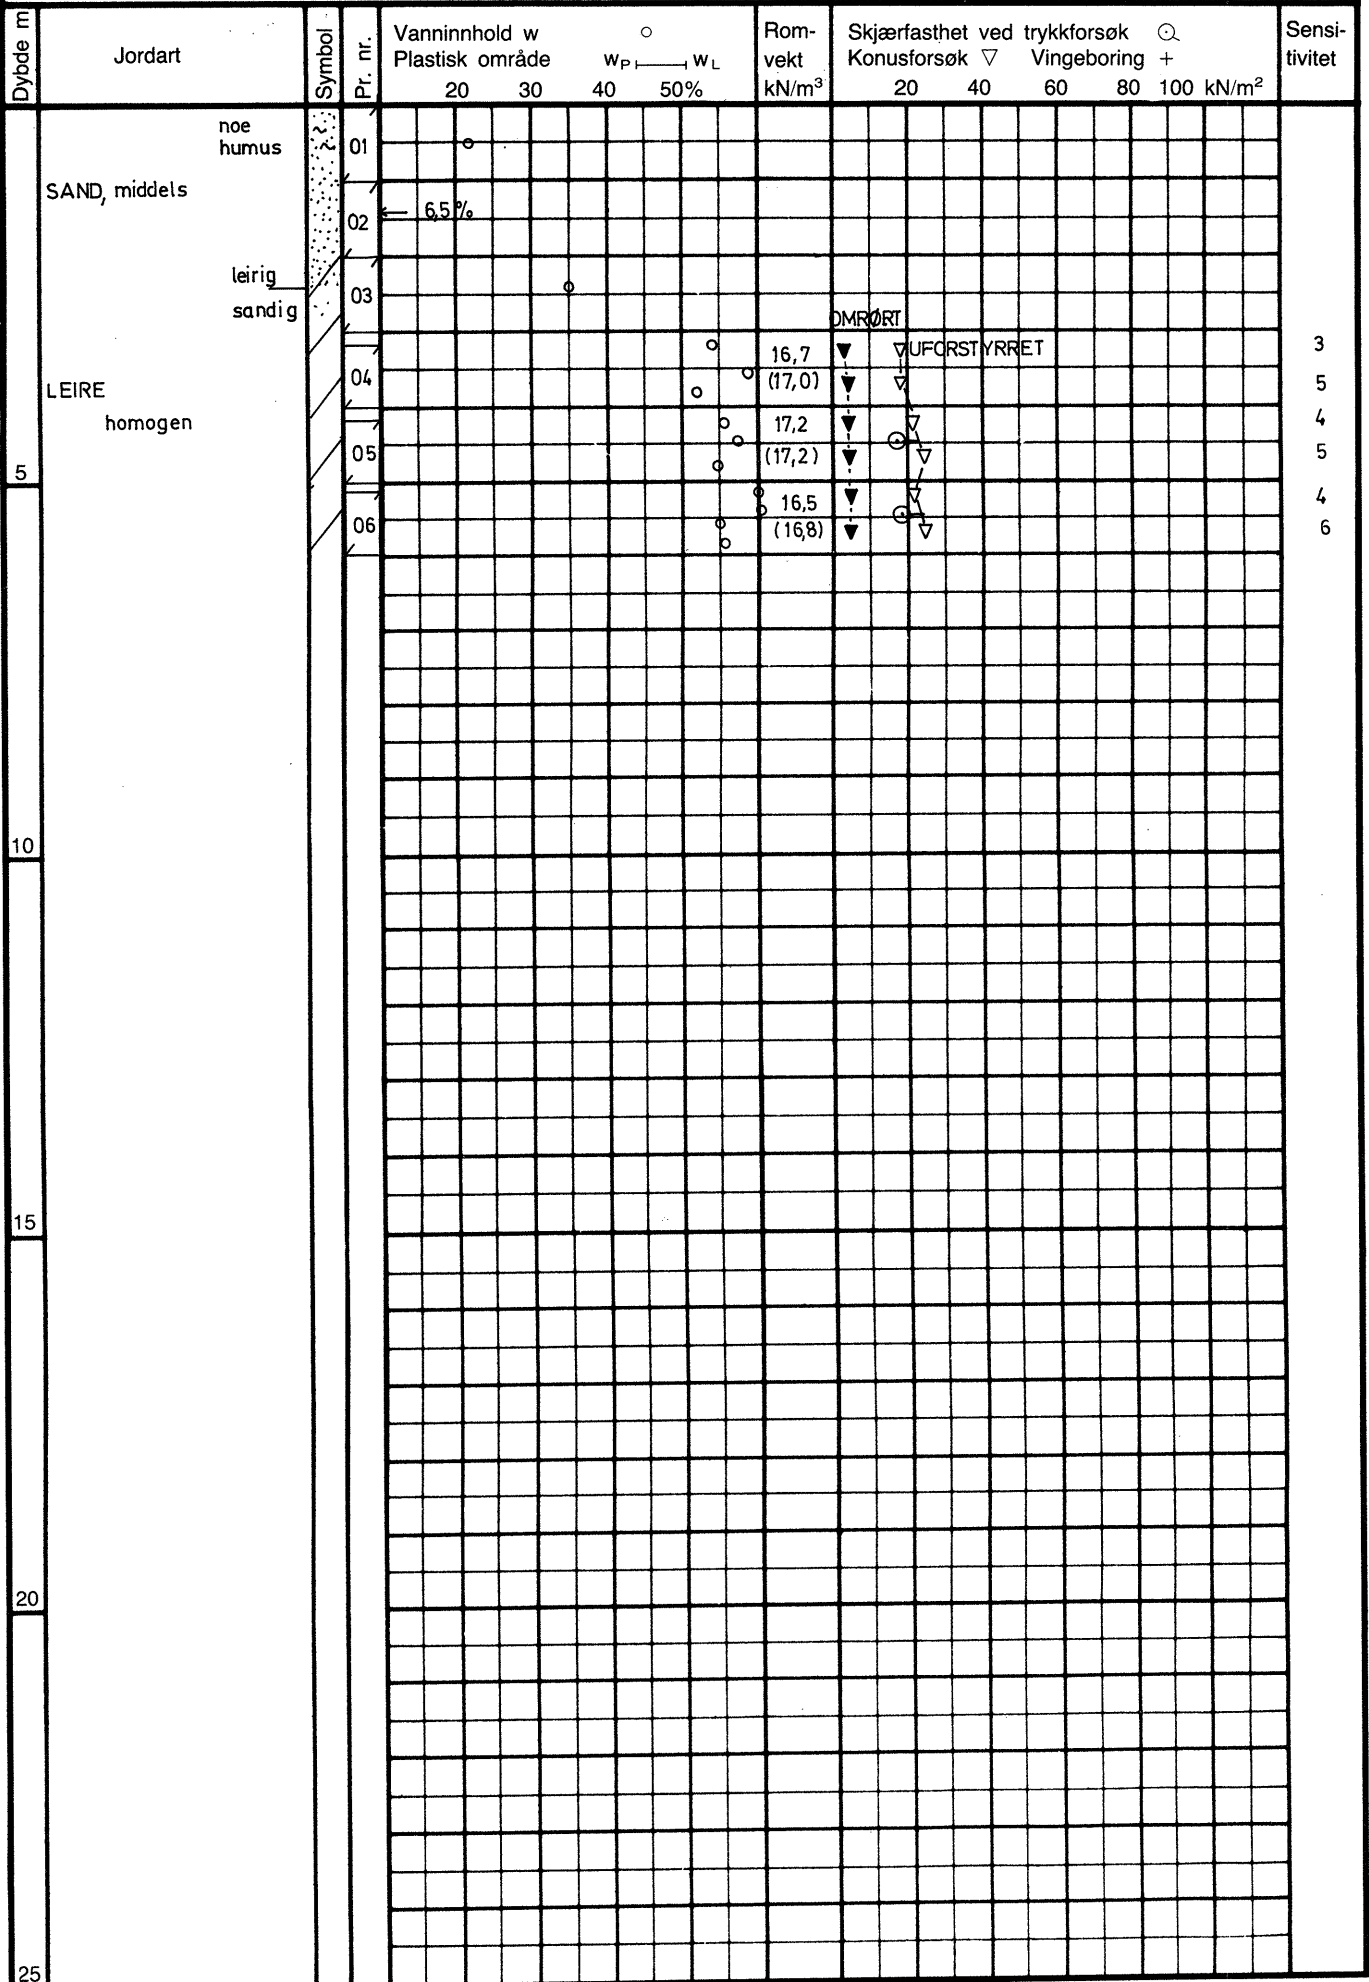 Dybde m
Jordart
Symbol
Pr. nr.
Vanninnhold w
Plastisk område wP wL
20 30 40 50%
Rom-
vekt
kN/m³
Skjærfasthet ved trykkforsøk
Konusforsøk ▽ Vingeboring +
20 40 60 80 100 kN/m²
Sensi-
tivitet
noe
humus
01
SAND, middels
02
6,5%
leirig
03
sandig
OMRØRT
UFORSTYRRET
16,7
3
04
(17,0)
5
LEIRE
homogen
17,2
4
05
(17,2)
5
5
16,5
4
06
(16,8)
6
10
15
20
25